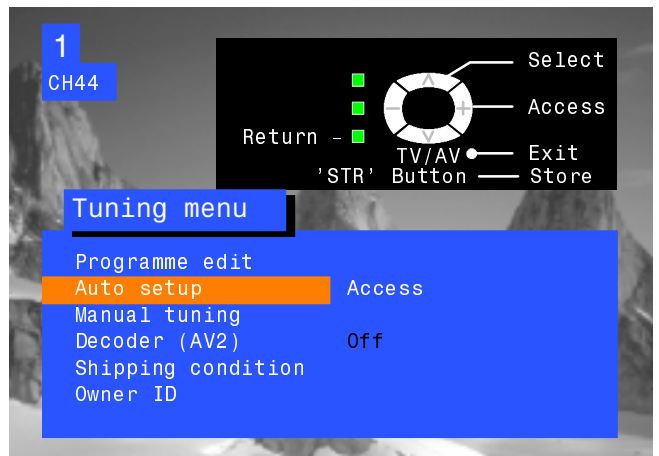 1
CH44
Select
Access
Return
TV/AV
Exit
'STR' Button
Store
Tuning menu
Programme edit
Auto setup Access
Manual tuning
Decoder (AV2) Off
Shipping condition
Owner ID